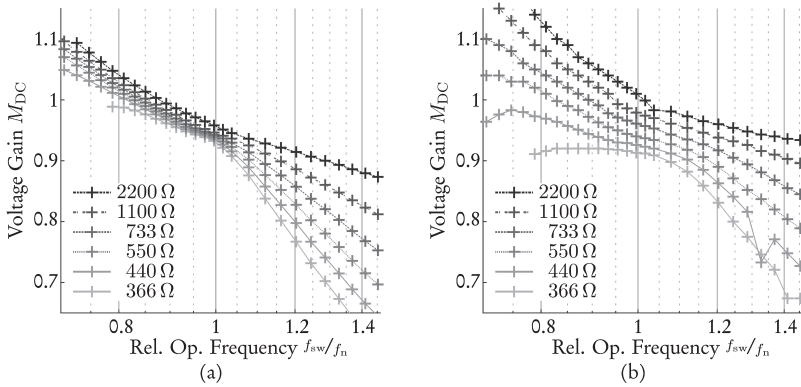 1.1
1
0.9
0.8
0.7
Voltage Gain M_DC
2200 Ω
1100 Ω
733 Ω
550 Ω
440 Ω
366 Ω
0.8 1 1.2 1.4
Rel. Op. Frequency f_sw/f_n
(a)
1.1
1
0.9
0.8
0.7
Voltage Gain M_DC
2200 Ω
1100 Ω
733 Ω
550 Ω
440 Ω
366 Ω
0.8 1 1.2 1.4
Rel. Op. Frequency f_sw/f_n
(b)